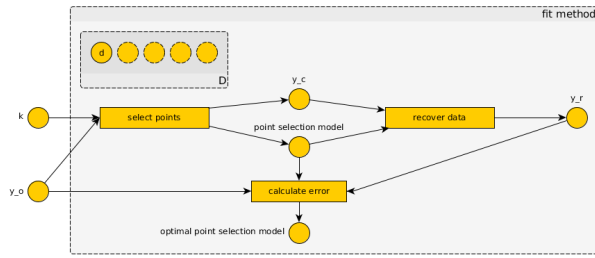 fit method
d
D
y_c
y_r
k
select points
recover data
point selection model
y_o
calculate error
optimal point selection model